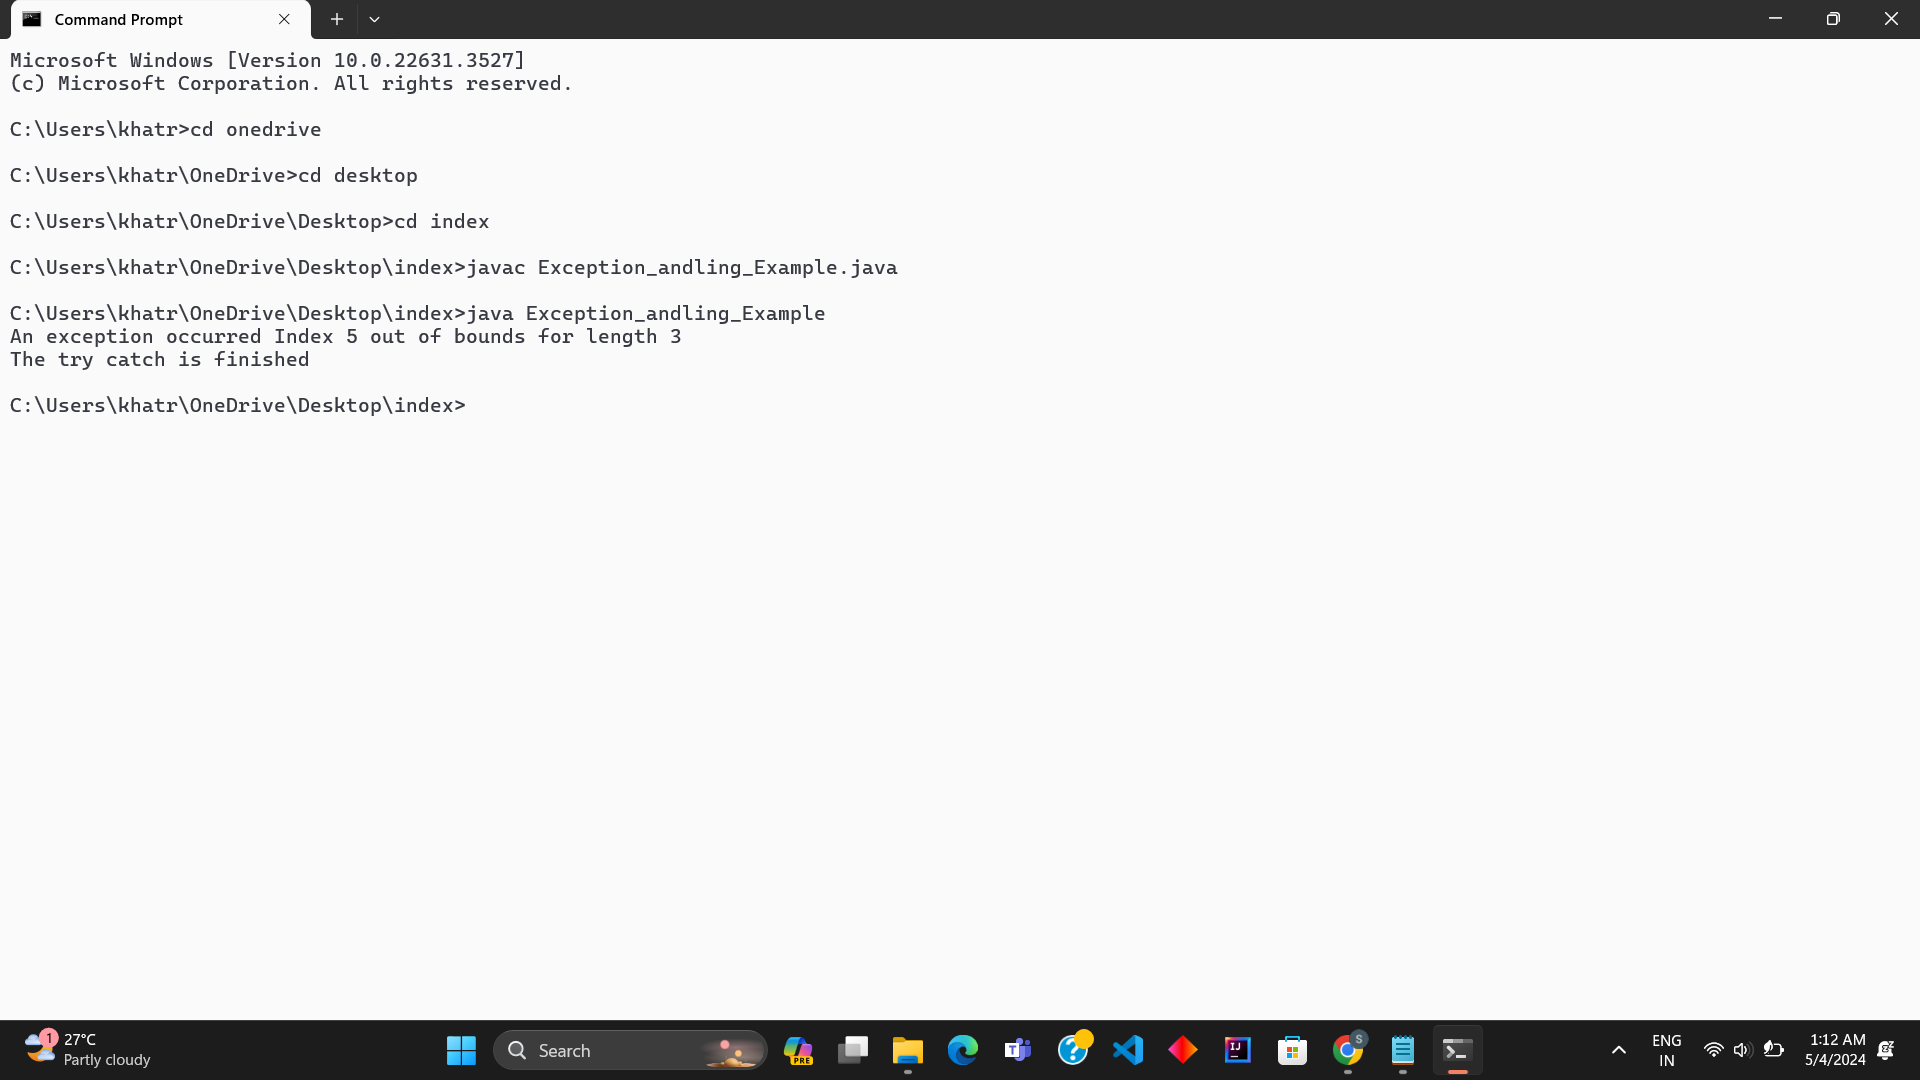 Command Prompt
Microsoft Windows [Version 10.0.22631.3527]
(c) Microsoft Corporation. All rights reserved.
C:\Users\khatr>cd onedrive
C:\Users\khatr\OneDrive>cd desktop
C:\Users\khatr\OneDrive\Desktop>cd index
C:\Users\khatr\OneDrive\Desktop\index>javac Exception_andling_Example.java
C:\Users\khatr\OneDrive\Desktop\index>java Exception_andling_Example
An exception occurred Index 5 out of bounds for length 3
The try catch is finished
C:\Users\khatr\OneDrive\Desktop\index>
1
27°C
Partly cloudy
Search
PRE
T
IJ
S
ENG
IN
1:12 AM
5/4/2024